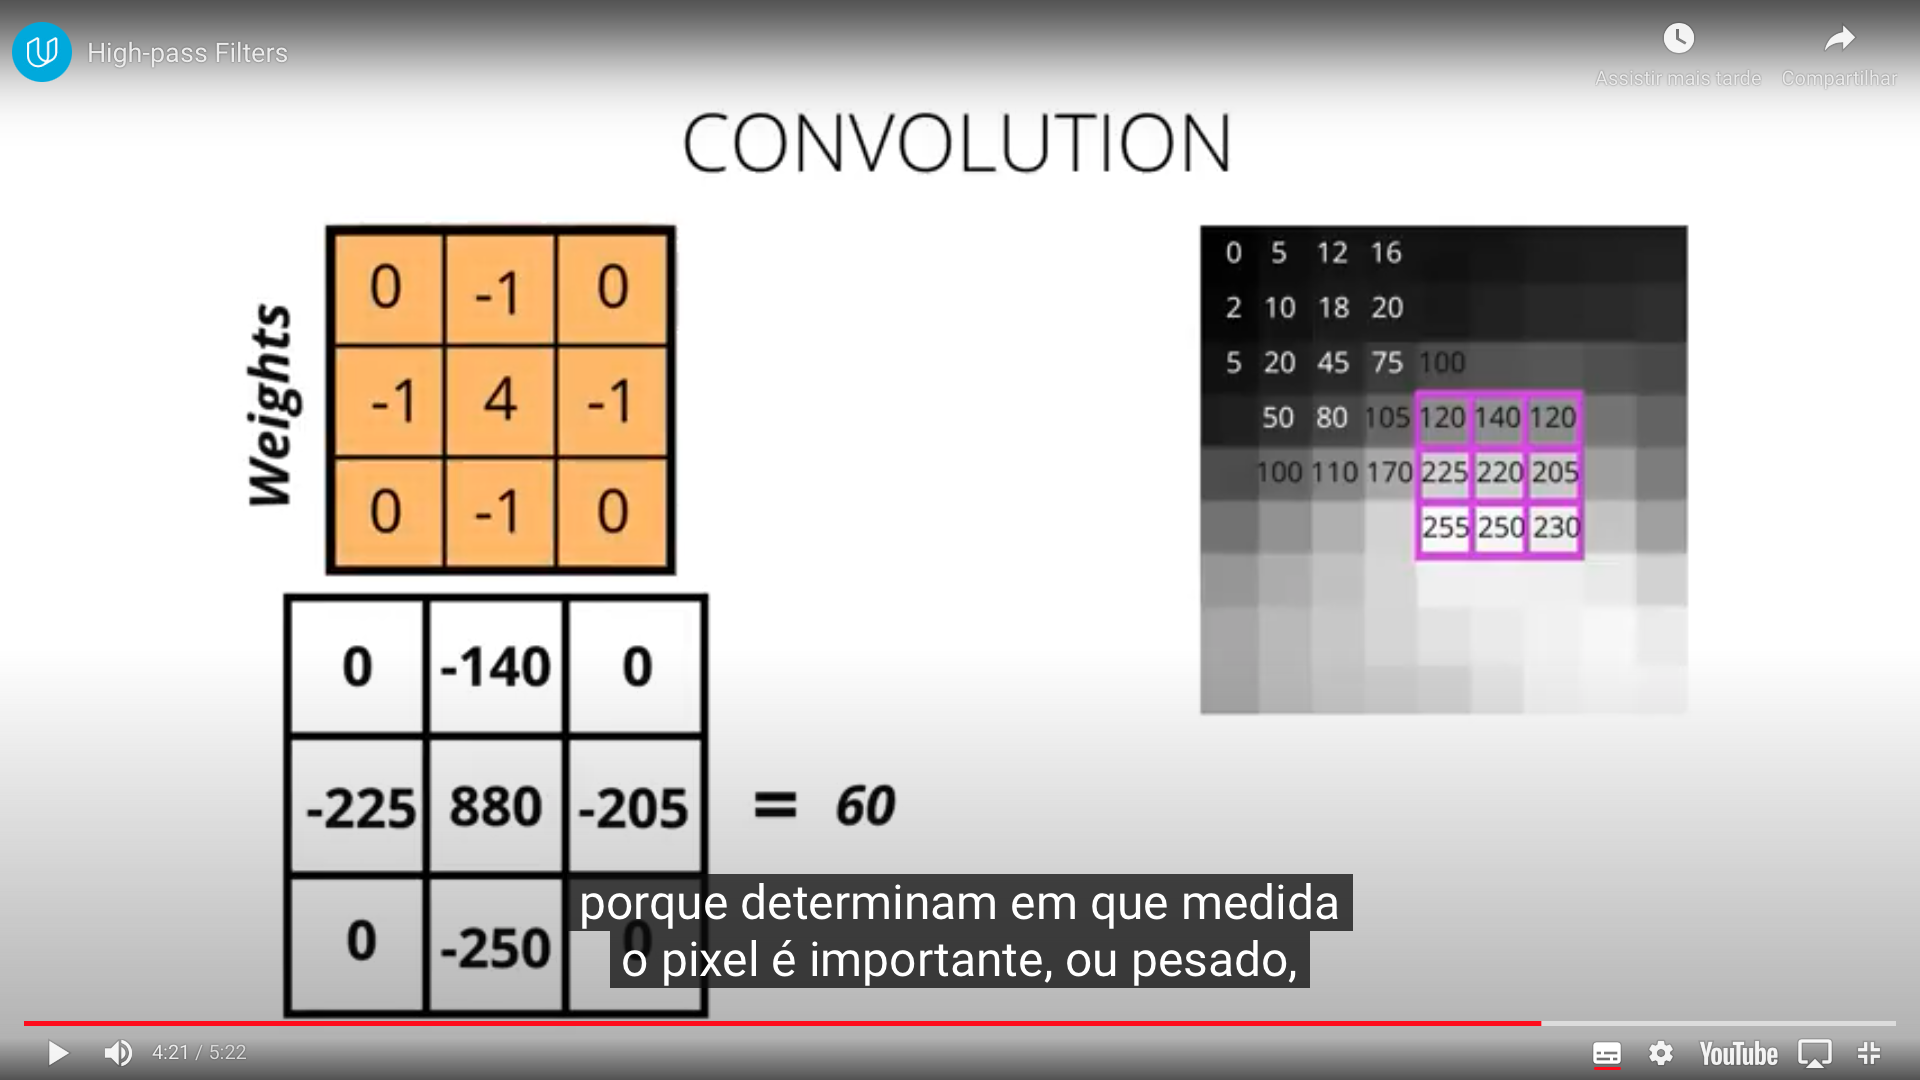 High-pass Filters
Assistir mais tarde
Compartilhar
CONVOLUTION
Weights
0 -1 0
-1 4 -1
0 -1 0
0 5 12 16
2 10 18 20
5 20 45 75 100
50 80 105 120 140 120
100 110 170 225 220 205
255 250 230
0 -140 0
-225 880 -205
= 60
0 -250 0
porque determinam em que medida
o pixel é importante, ou pesado,
4:21 / 5:22
YouTube